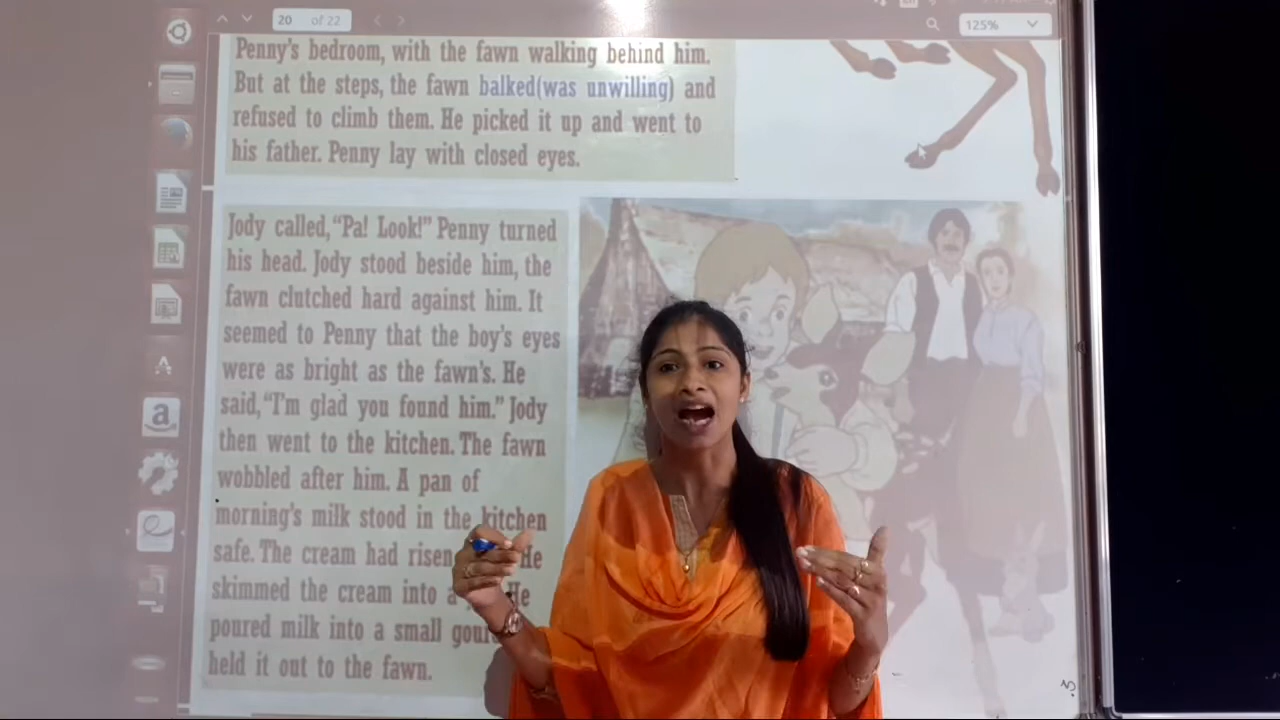 20 of 22
125%
Penny's bedroom, with the fawn walking behind him.
But at the steps, the fawn balked(was unwilling) and
refused to climb them. He picked it up and went to
his father. Penny lay with closed eyes.
Jody called, "Pa! Look!" Penny turned
his head. Jody stood beside him, the
fawn clutched hard against him. It
seemed to Penny that the boy's eyes
were as bright as the fawn's. He
said, "I'm glad you found him." Jody
then went to the kitchen. The fawn
wobbled after him. A pan of
morning's milk stood in the kitchen
safe. The cream had risen He
skimmed the cream into a He
poured milk into a small
held it out to the fawn.